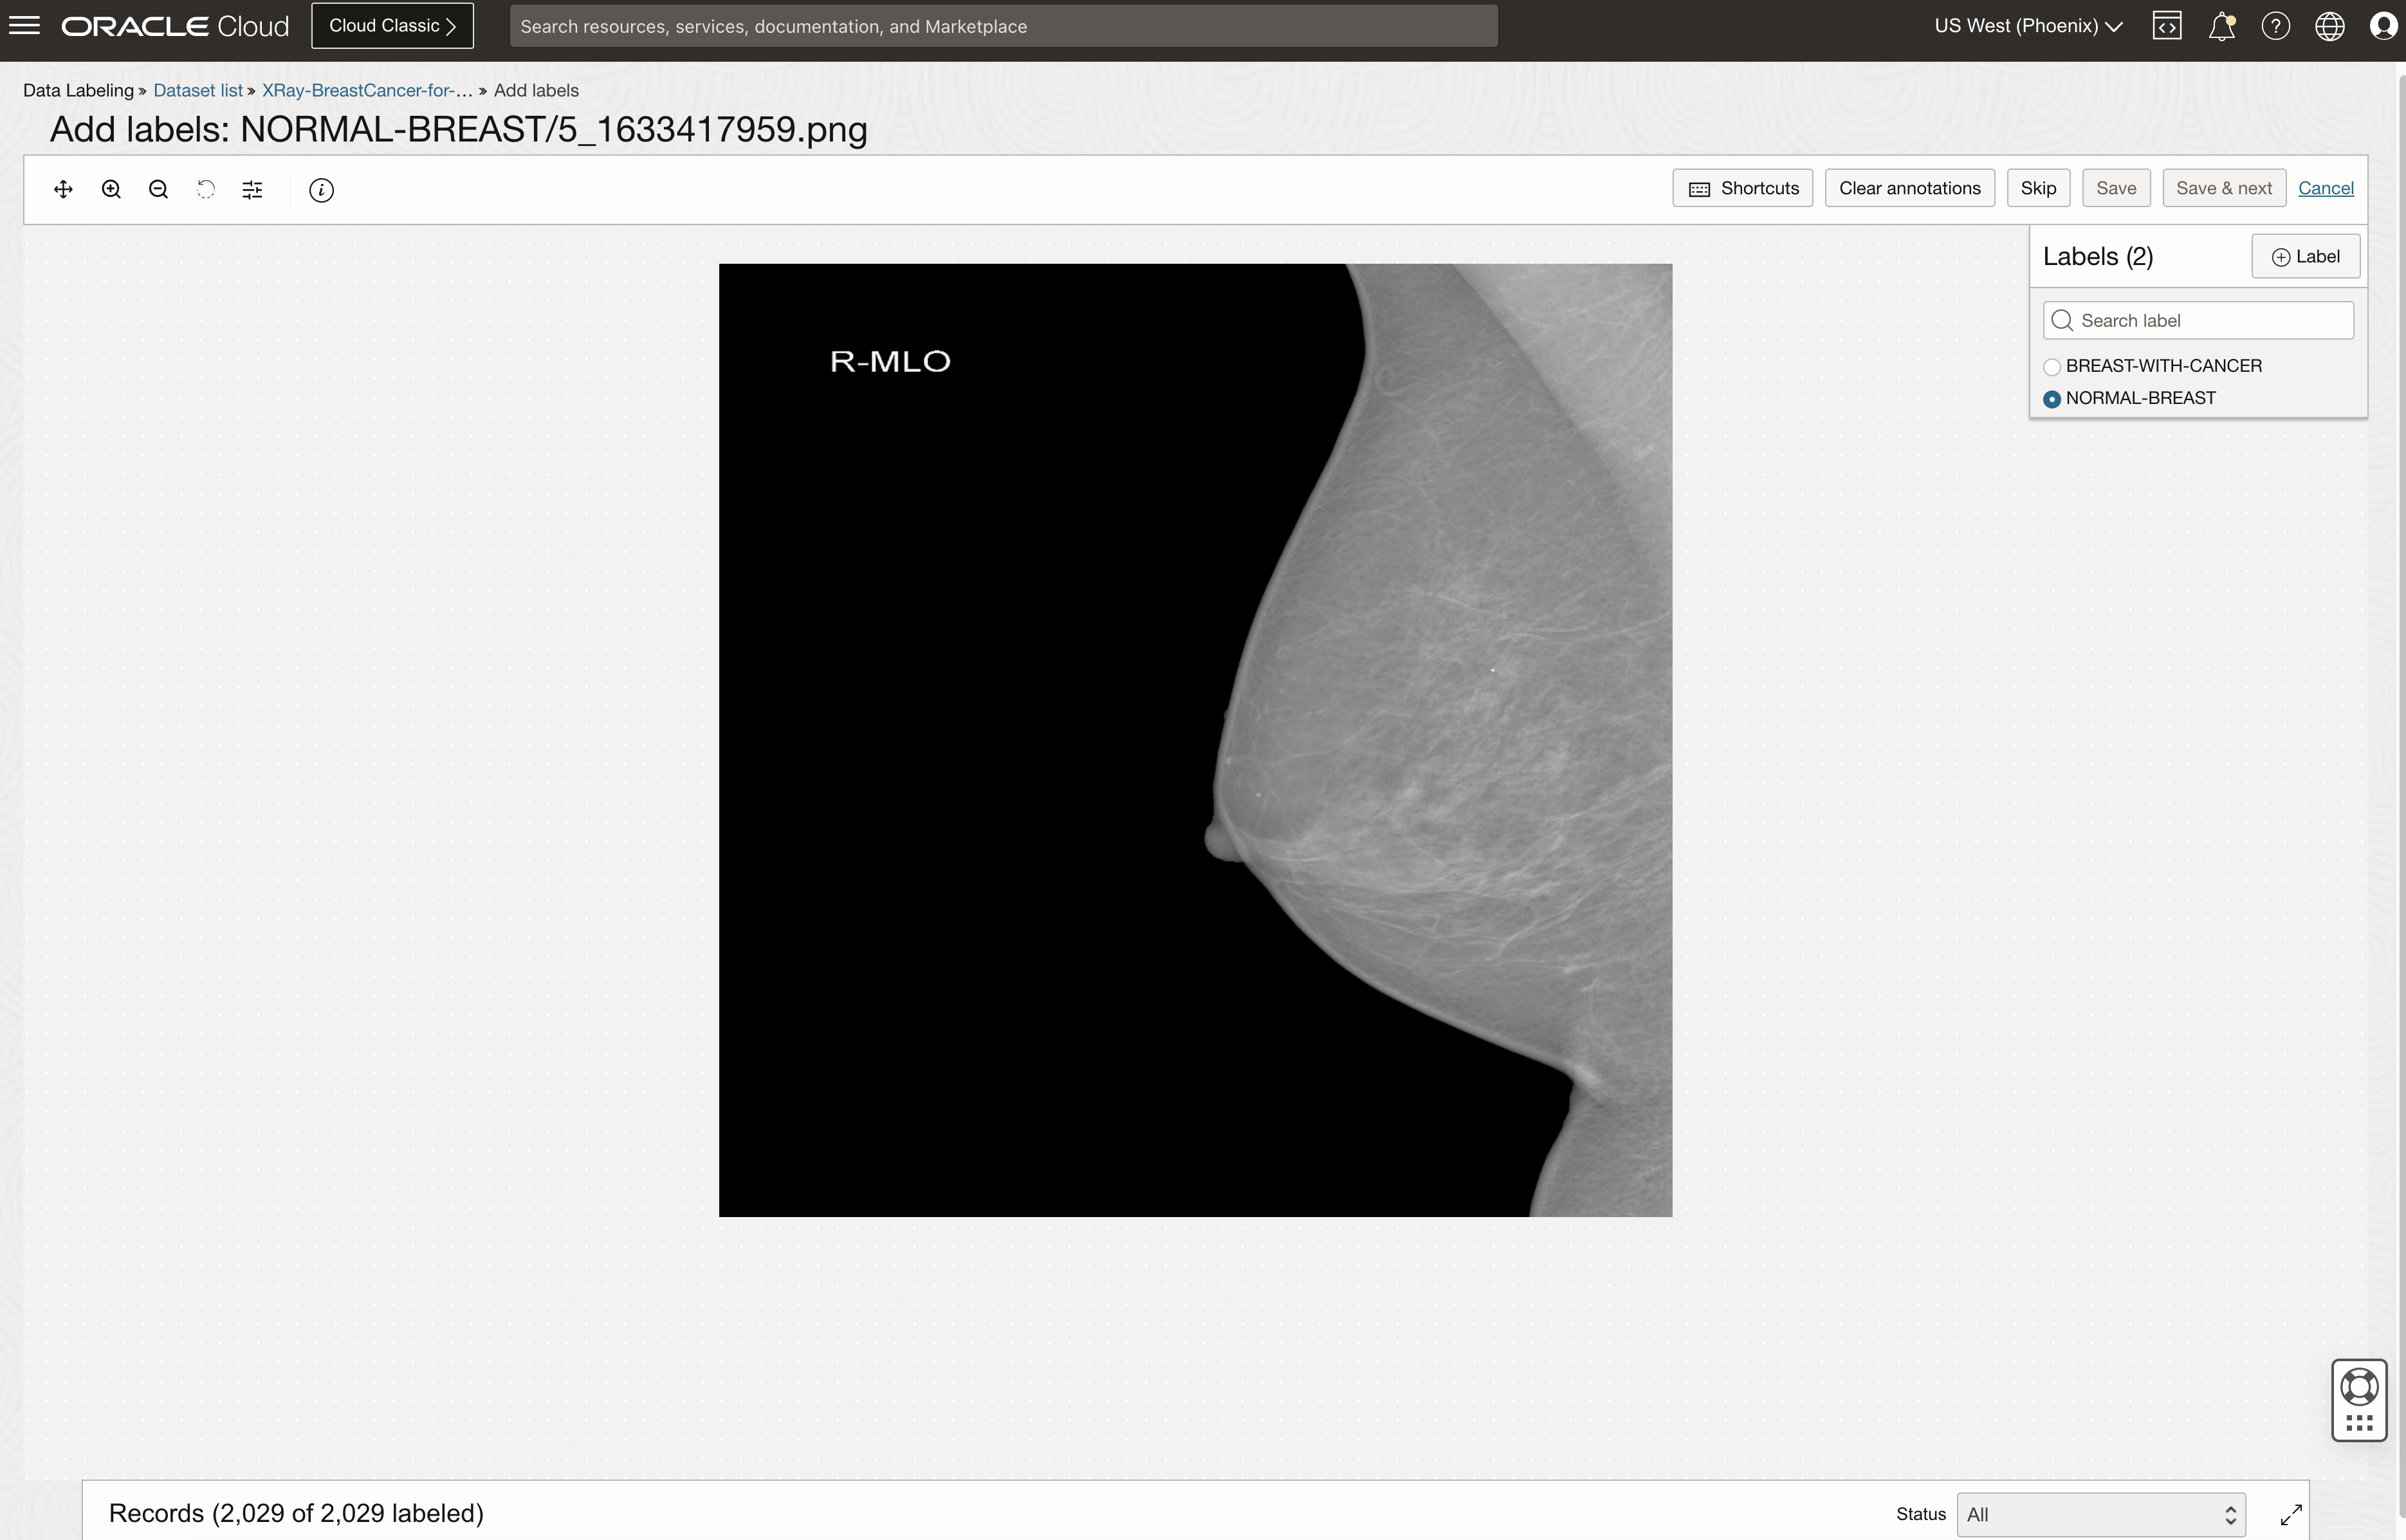 ORACLE Cloud
Cloud Classic
Search resources, services, documentation, and Marketplace
US West (Phoenix)
Data Labeling » Dataset list » XRay-BreastCancer-for-... » Add labels
Add labels: NORMAL-BREAST/5_1633417959.png
Shortcuts
Clear annotations
Skip
Save
Save & next
Cancel
Labels (2)
Label
Search label
BREAST-WITH-CANCER
NORMAL-BREAST
R-MLO
Records (2,029 of 2,029 labeled)
Status
All